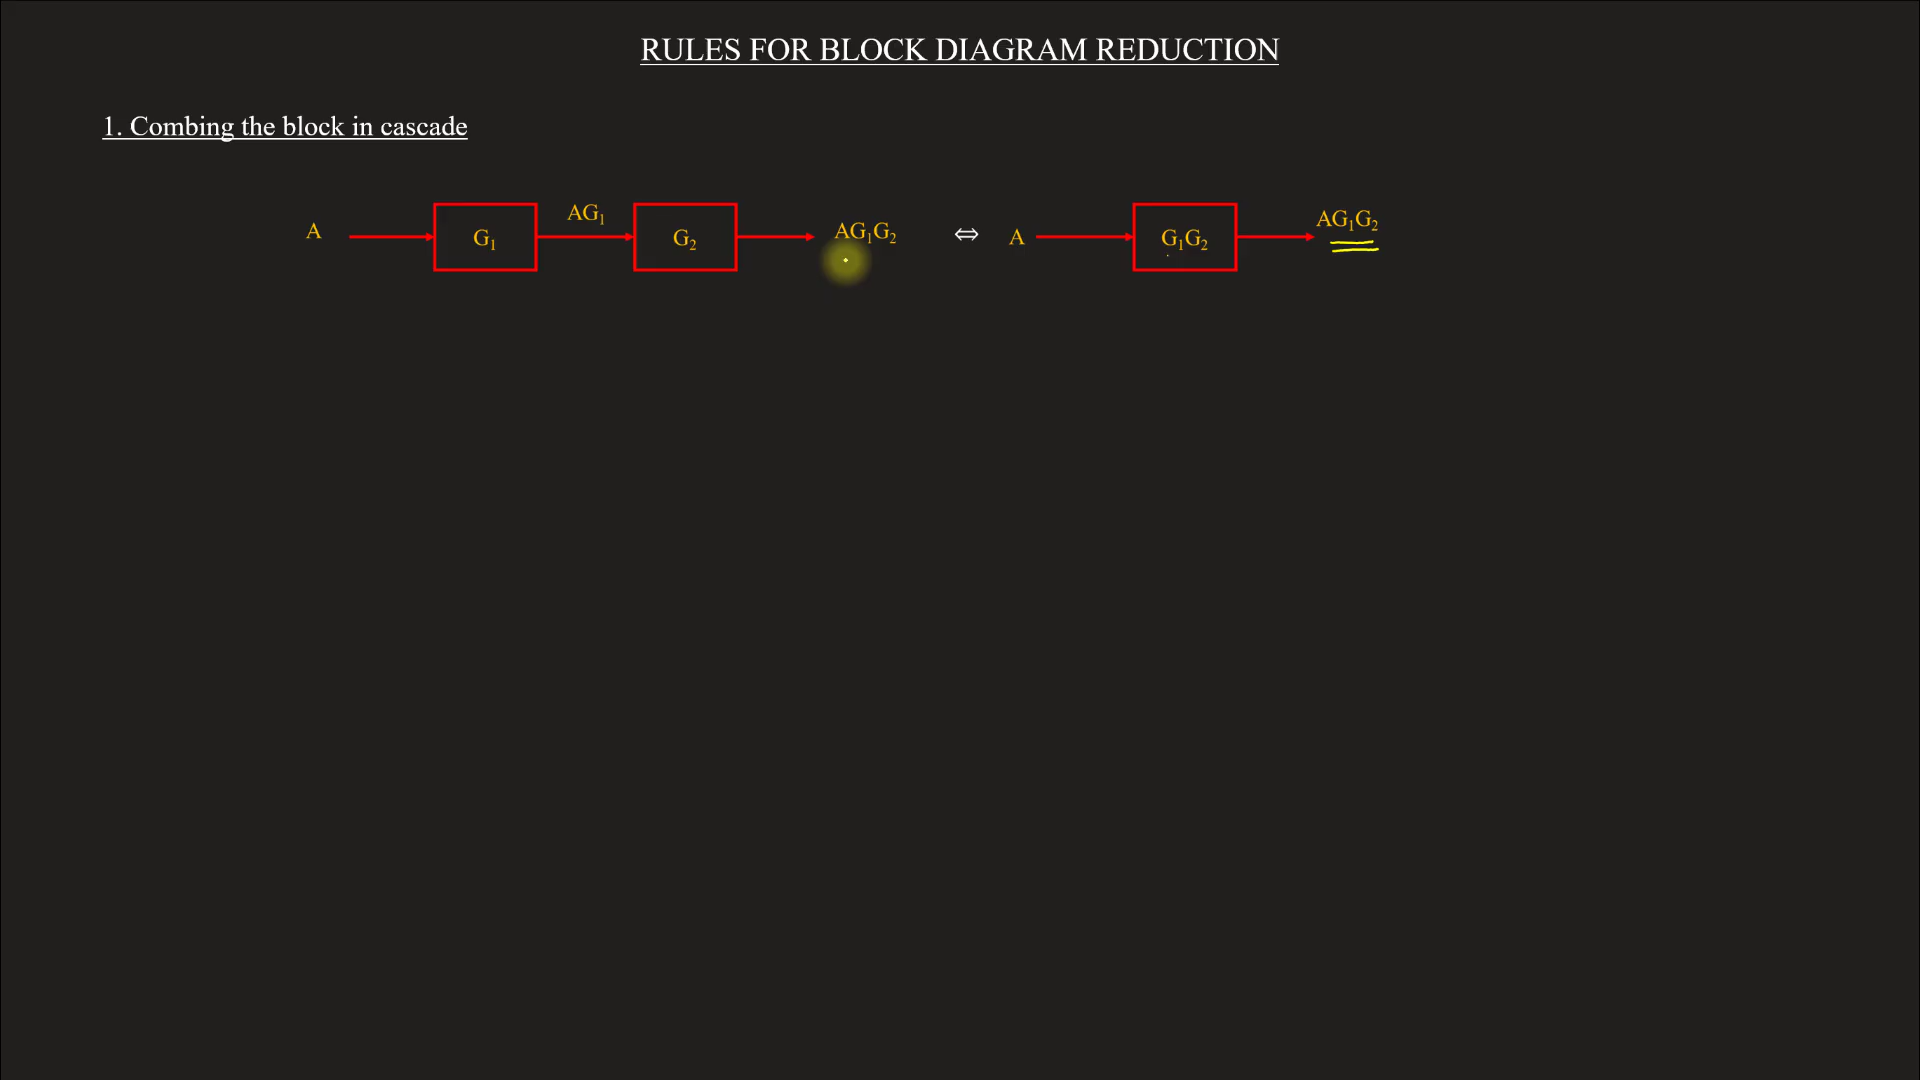 RULES FOR BLOCK DIAGRAM REDUCTION
1. Combing the block in cascade
A G₁ AG₁ G₂ AG₁G₂ ⇔ A G₁G₂ AG₁G₂